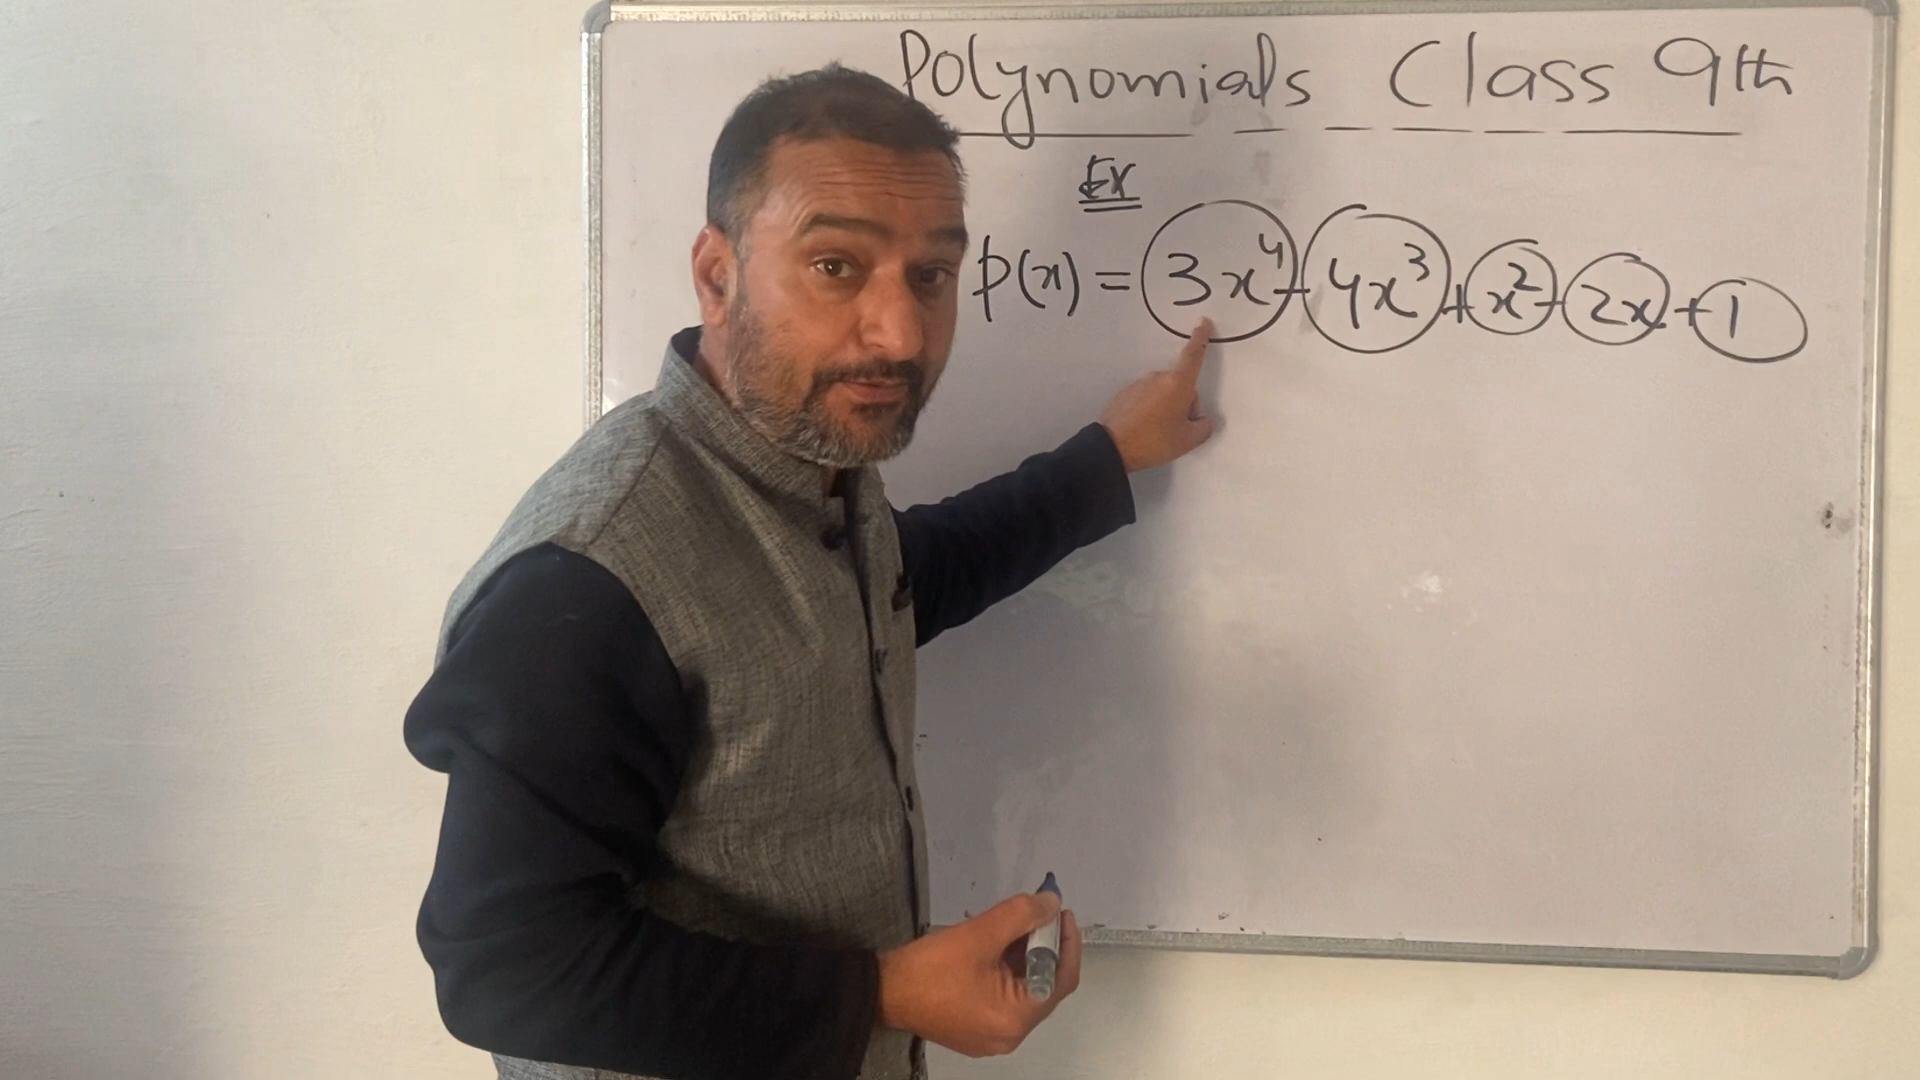 Polynomials Class 9th
Ex
p(x) = 3x⁴ - 4x³ + x² - 2x + 1